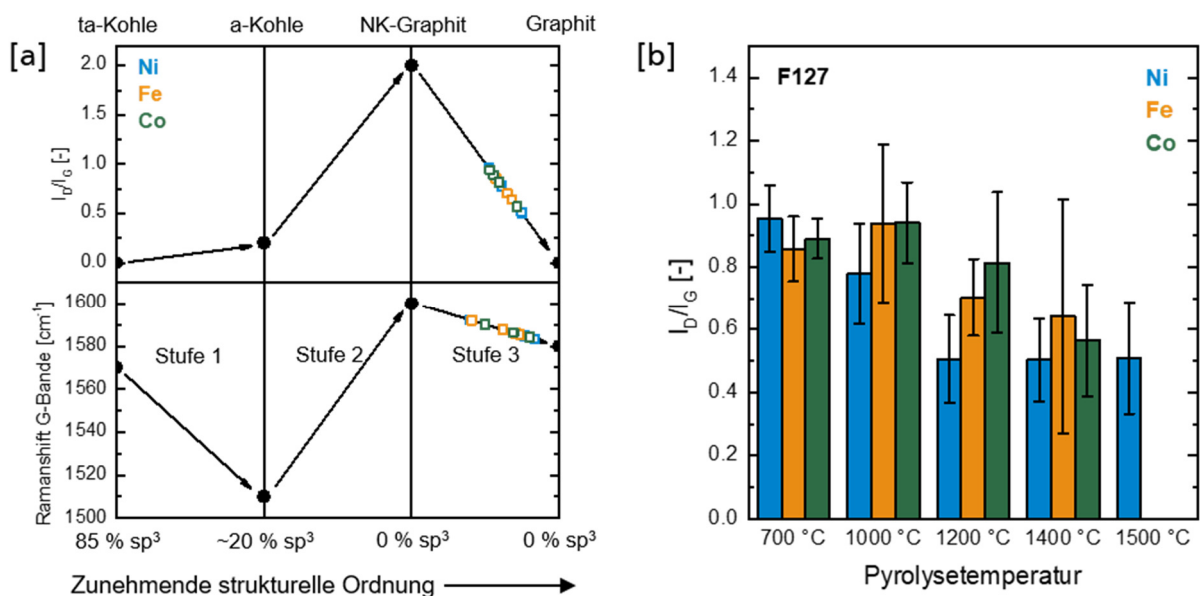 ta-Kohle a-Kohle NK-Graphit Graphit
[a]
Ni
Fe
Co
2.0
1.5
1.0
0.5
0.0
I_D/I_G [-]
1600
1580
1560
1540
1520
1500
Ramanshift G-Bande [cm⁻¹]
Stufe 1 Stufe 2 Stufe 3
85 % sp³ ~20 % sp³ 0 % sp³ 0 % sp³
Zunehmende strukturelle Ordnung
[b]
F127
Ni
Fe
Co
1.4
1.2
1.0
0.8
0.6
0.4
0.2
0.0
I_D/I_G [-]
700 °C 1000 °C 1200 °C 1400 °C 1500 °C
Pyrolysetemperatur